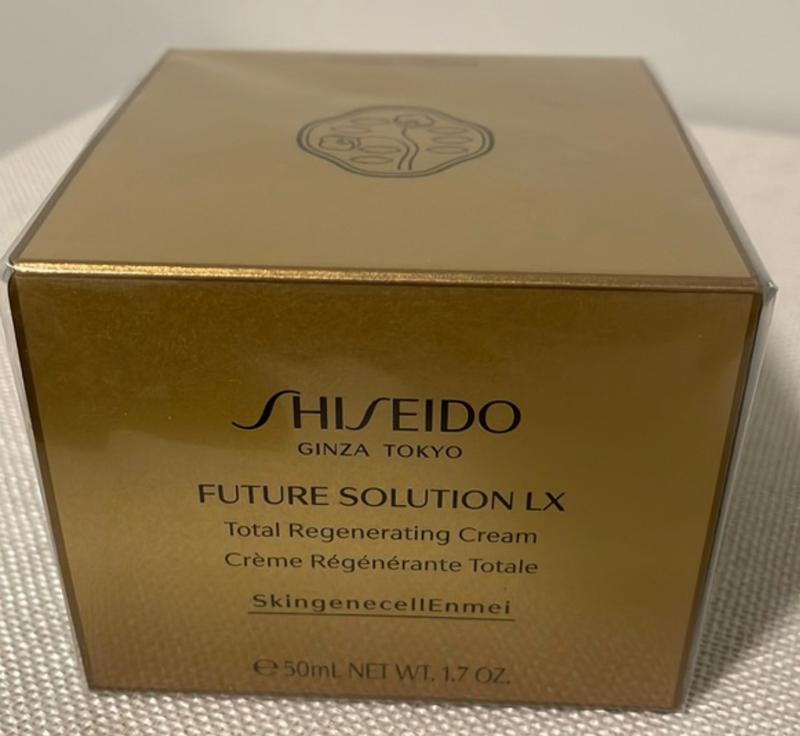 SHISEIDO
GINZA TOKYO
FUTURE SOLUTION LX
Total Regenerating Cream
Crème Régénérante Totale
SkingenecellEnmei
℮ 50mL NET WT. 1.7 OZ.